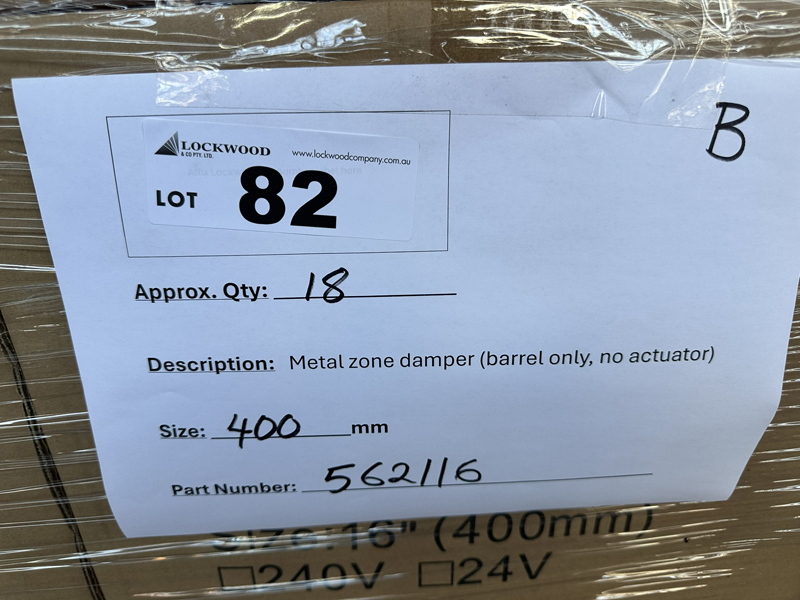 B
LOCKWOOD
& CO PTY. LTD.
www.lockwoodcompany.com.au
LOT 82
Approx. Qty: 18
Description: Metal zone damper (barrel only, no actuator)
Size: 400 mm
Part Number: 562116
Size:16" (400mm)
240V 24V